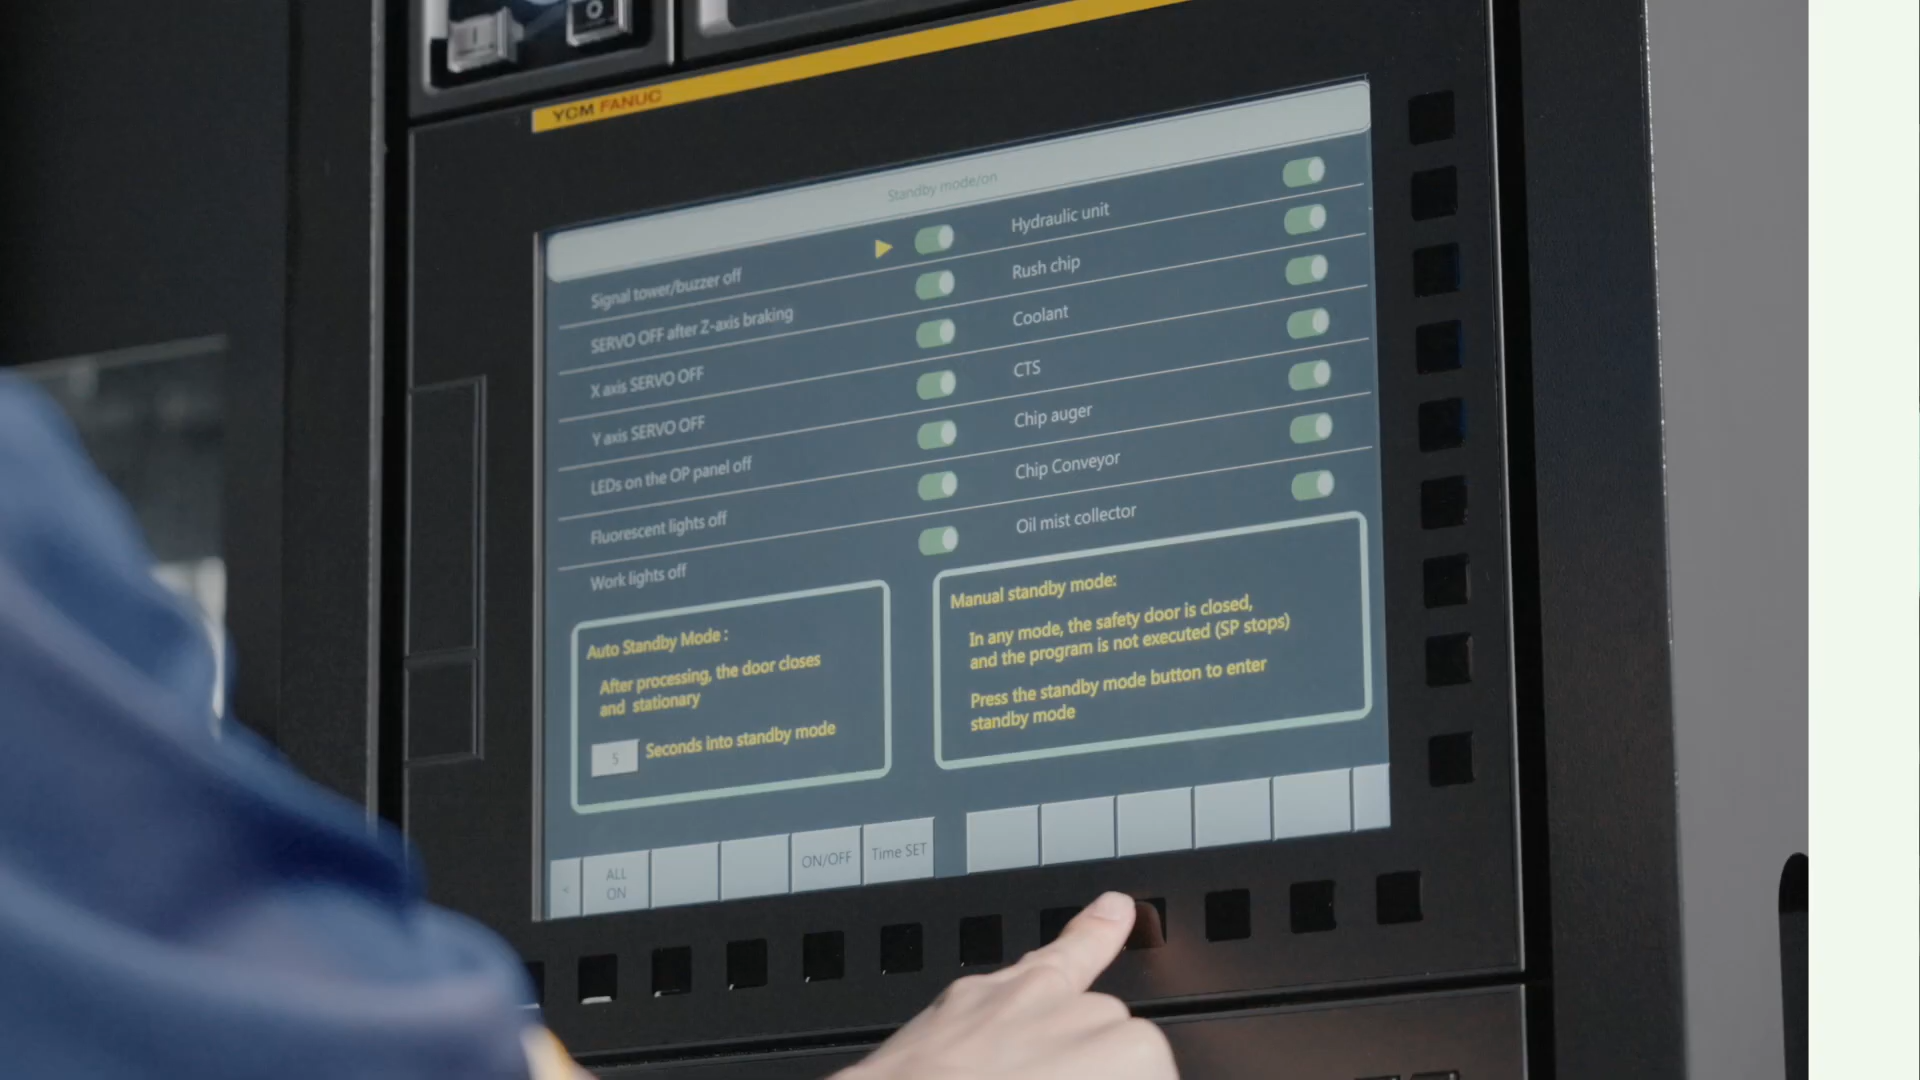 YCM FANUC
Standby mode/on
Signal tower/buzzer off
SERVO OFF after Z-axis braking
X axis SERVO OFF
Y axis SERVO OFF
LEDs on the OP panel off
Fluorescent lights off
Work lights off
Hydraulic unit
Rush chip
Coolant
CTS
Chip auger
Chip Conveyor
Oil mist collector
Auto Standby Mode :
After processing, the door closes
and stationary
5 Seconds into standby mode
Manual standby mode:
In any mode, the safety door is closed,
and the program is not executed (SP stops)
Press the standby mode button to enter
standby mode
<
ALL
ON
ON/OFF
Time SET